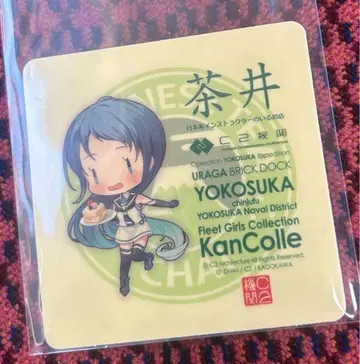 茶井
日本茶インストラクターのいるお店
C2機関
Operation YOKOSUKA Expedition
URAGA BRICK DOCK
YOKOSUKA
chinjufu
YOKOSUKA Naval District
Fleet Girls Collection
KanColle
© C2 Architecture All Rights Reserved.
© DMM / C2 / KADOKAWA
C2機関